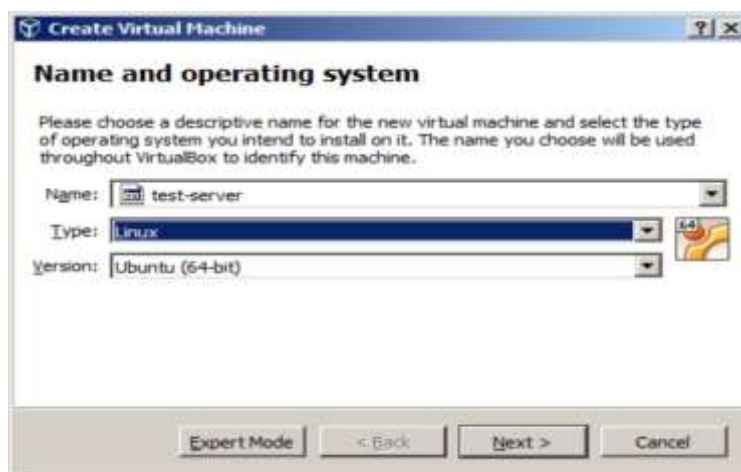 Create Virtual Machine
Name and operating system
Please choose a descriptive name for the new virtual machine and select the type
of operating system you intend to install on it. The name you choose will be used
throughout VirtualBox to identify this machine.
Name: test-server
Type: Linux
64
Version: Ubuntu (64-bit)
Expert Mode < Back Next > Cancel